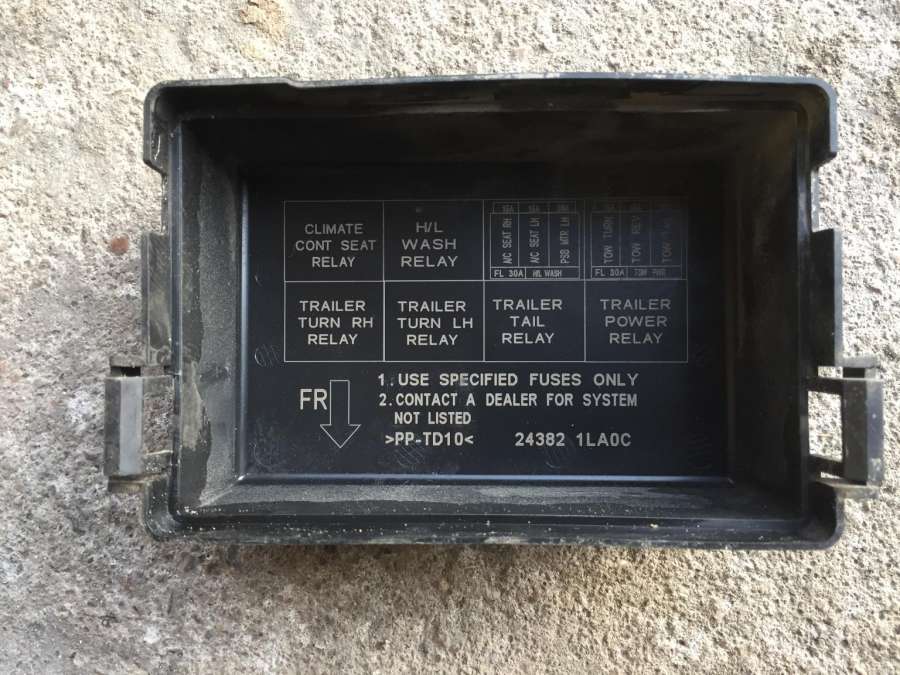 CLIMATE
CONT SEAT
RELAY
H/L
WASH
RELAY
A/C SEAT RH
A/C SEAT LH
PSB MTR LH
FL 30A H/L WASH
TOW TURN
TOW REV
TOW
FL 30A TOW PWR
TRAILER
TURN RH
RELAY
TRAILER
TURN LH
RELAY
TRAILER
TAIL
RELAY
TRAILER
POWER
RELAY
1. USE SPECIFIED FUSES ONLY
2. CONTACT A DEALER FOR SYSTEM
NOT LISTED
FR
>PP-TD10< 24382 1LA0C